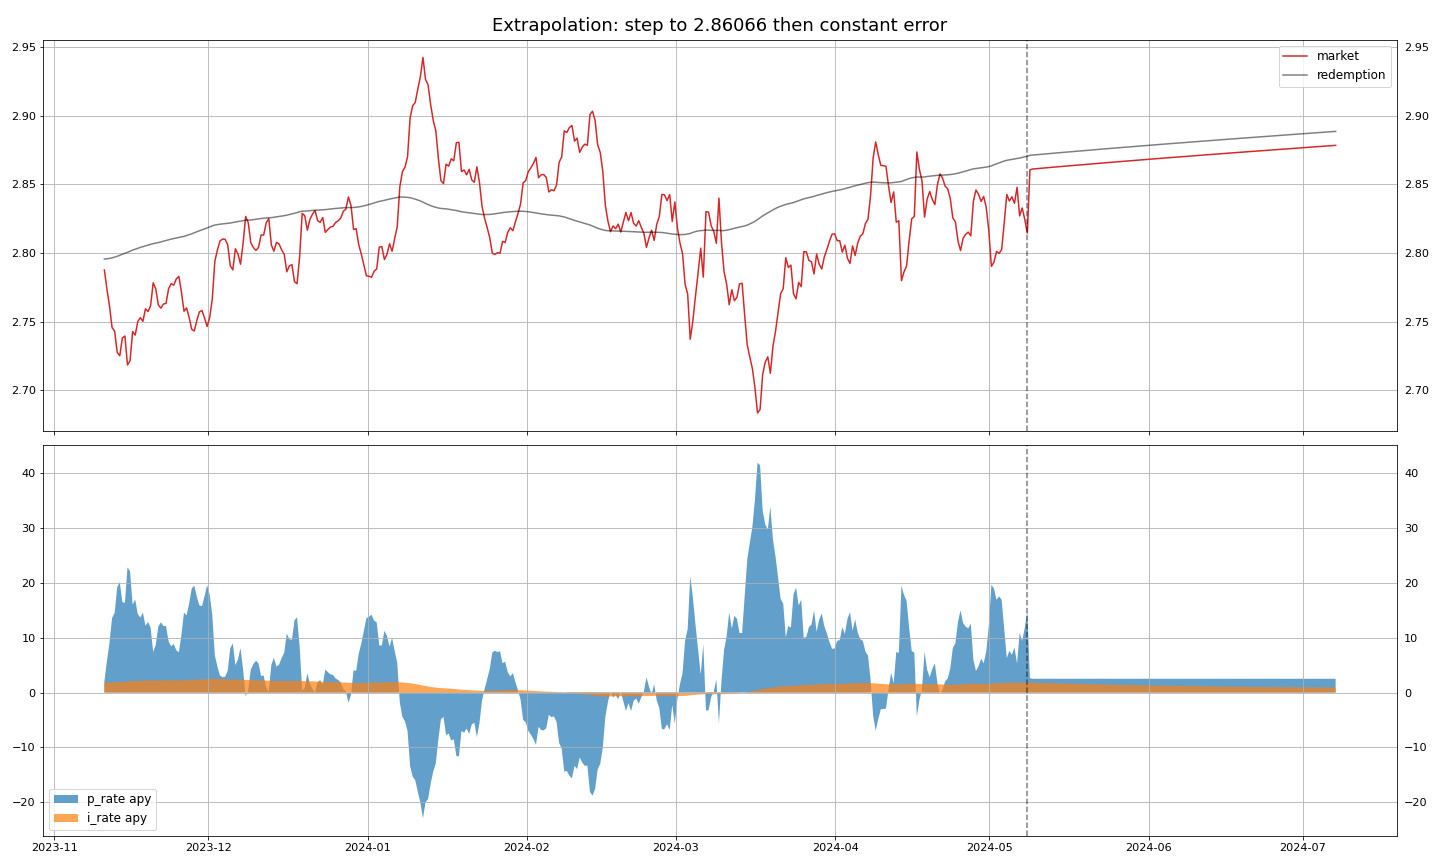 Extrapolation: step to 2.86066 then constant error
2.95 2.95
market
redemption
2.90 2.90
2.85 2.85
2.80 2.80
2.75 2.75
2.70 2.70
40 40
30 30
20 20
10 10
0 0
−10 −10
−20 −20
p_rate apy
i_rate apy
2023-11 2023-12 2024-01 2024-02 2024-03 2024-04 2024-05 2024-06 2024-07